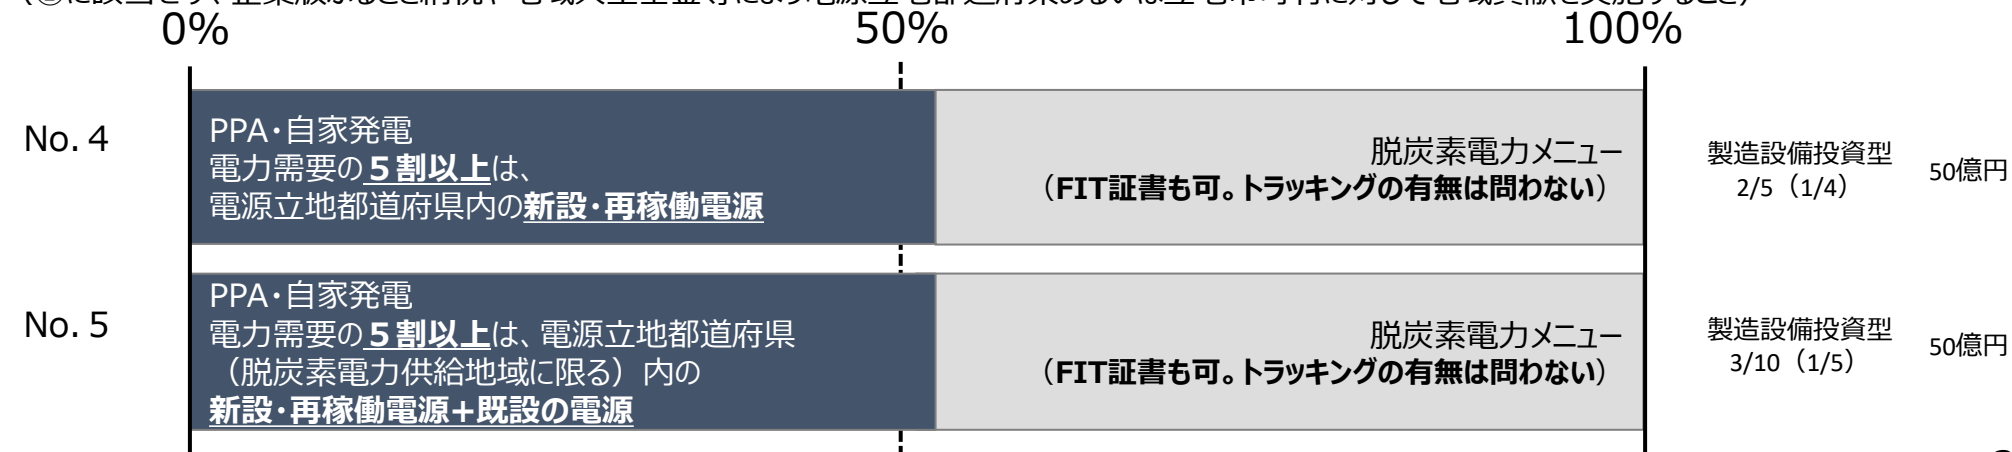 0%
50%
100%
No. 4
PPA・自家発電
電力需要の５割以上は、
電源立地都道府県内の新設・再稼働電源
脱炭素電力メニュー
（FIT証書も可。トラッキングの有無は問わない）
製造設備投資型
2/5（1/4）
50億円
No. 5
PPA・自家発電
電力需要の５割以上は、電源立地都道府県
（脱炭素電力供給地域に限る）内の
新設・再稼働電源+既設の電源
脱炭素電力メニュー
（FIT証書も可。トラッキングの有無は問わない）
製造設備投資型
3/10（1/5）
50億円